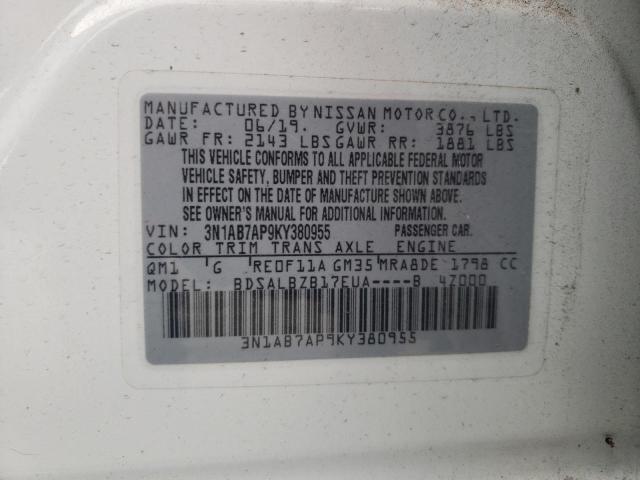 MANUFACTURED BY NISSAN MOTOR CO., LTD.
DATE: 06/19. GVWR: 3876 LBS
GAWR FR: 2143 LBS GAWR RR: 1881 LBS
THIS VEHICLE CONFORMS TO ALL APPLICABLE FEDERAL MOTOR
VEHICLE SAFETY, BUMPER AND THEFT PREVENTION STANDARDS
IN EFFECT ON THE DATE OF MANUFACTURE SHOWN ABOVE.
SEE OWNER'S MANUAL FOR ADDITIONAL INFORMATION.
VIN: 3N1AB7AP9KY380955 PASSENGER CAR.
COLOR TRIM TRANS AXLE ENGINE
QM1 G RE0F11A GM35 MRA8DE 1798 CC
MODEL: BDSALBZB17EUA----B 4Z000
3N1AB7AP9KY380955